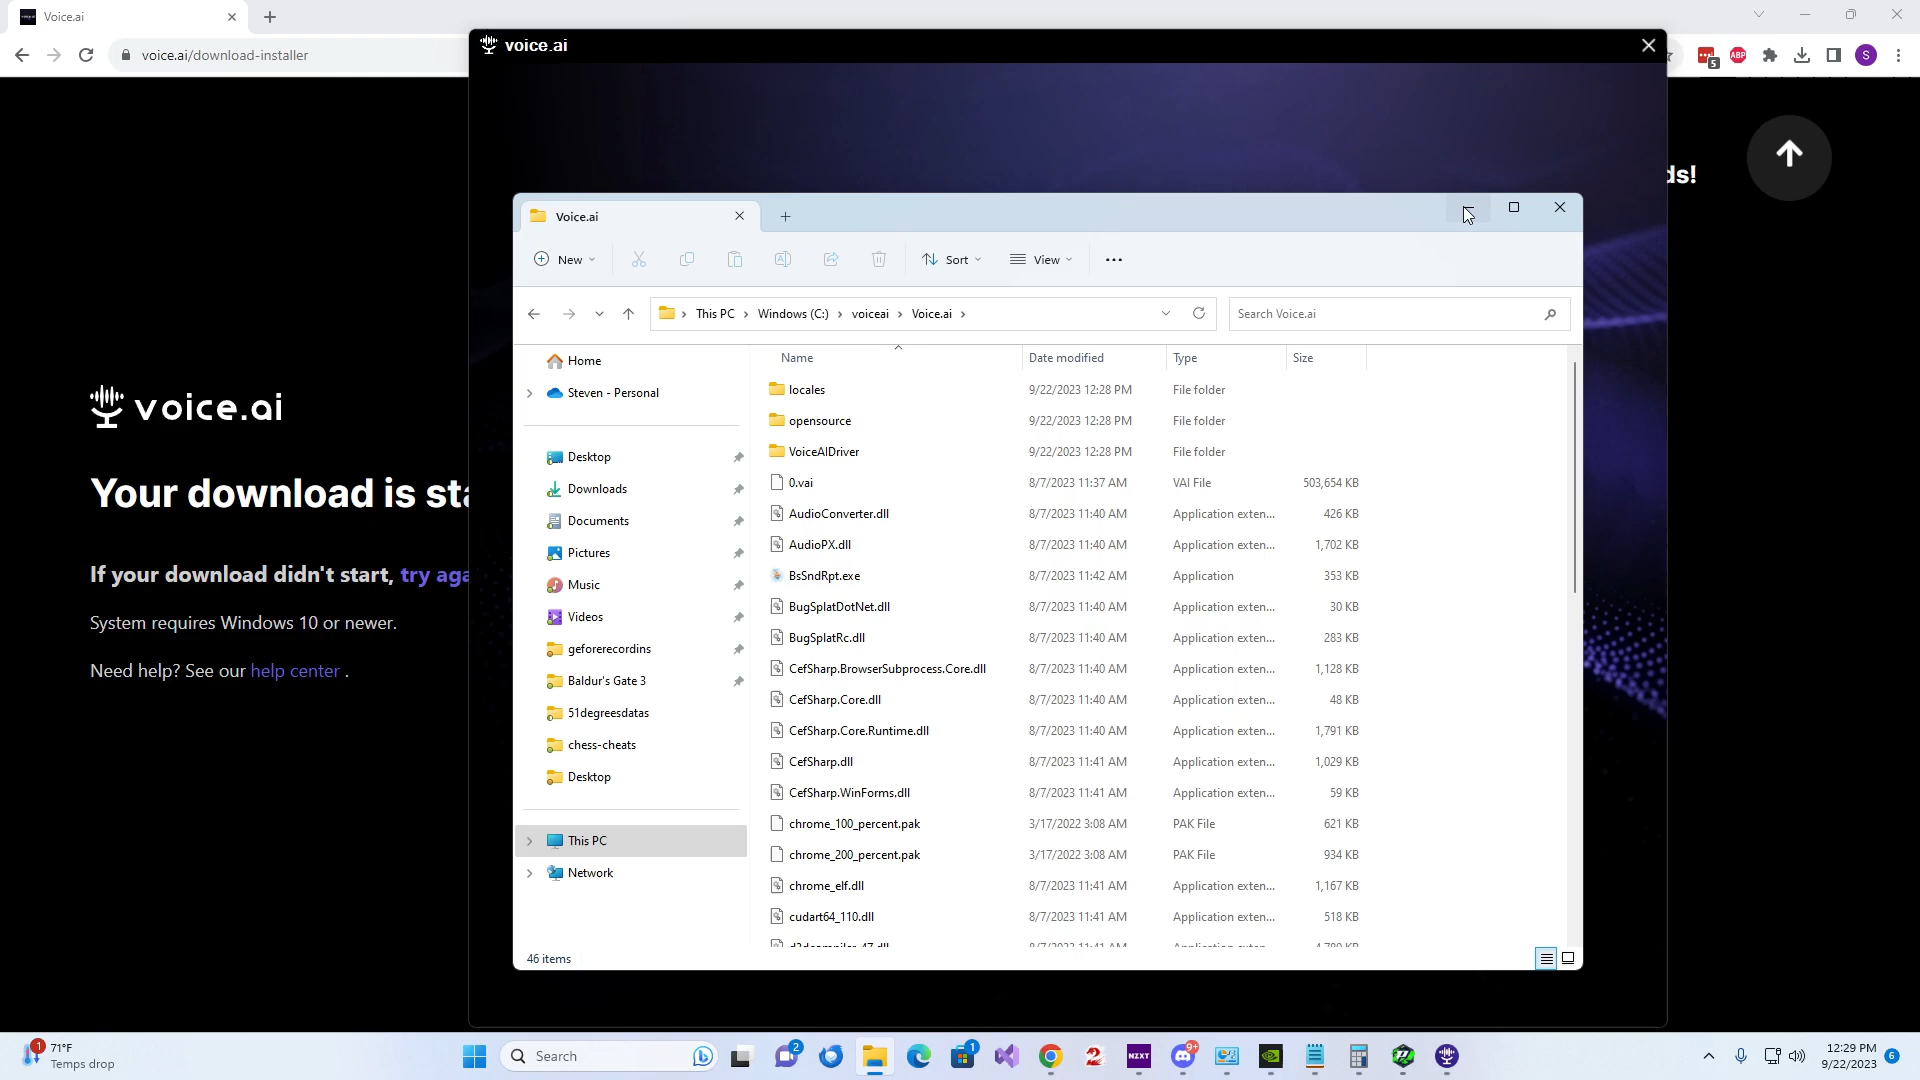 Voice.ai
voice.ai/download-installer
5
ABP
S
voice.ai
ds!
voice.ai
Your download is sta
If your download didn't start, try aga
System requires Windows 10 or newer.
Need help? See our help center .
Voice.ai
New
Sort
View
This PC
Windows (C:)
voiceai
Voice.ai
Search Voice.ai
Home
Steven - Personal
Desktop
Downloads
Documents
Pictures
Music
Videos
geforerecordins
Baldur's Gate 3
51degreesdatas
chess-cheats
Desktop
This PC
Network
Name Date modified Type Size
locales 9/22/2023 12:28 PM File folder
opensource 9/22/2023 12:28 PM File folder
VoiceAIDriver 9/22/2023 12:28 PM File folder
0.vai 8/7/2023 11:37 AM VAI File 503,654 KB
AudioConverter.dll 8/7/2023 11:40 AM Application exten... 426 KB
AudioPX.dll 8/7/2023 11:40 AM Application exten... 1,702 KB
BsSndRpt.exe 8/7/2023 11:42 AM Application 353 KB
BugSplatDotNet.dll 8/7/2023 11:40 AM Application exten... 30 KB
BugSplatRc.dll 8/7/2023 11:40 AM Application exten... 283 KB
CefSharp.BrowserSubprocess.Core.dll 8/7/2023 11:40 AM Application exten... 1,128 KB
CefSharp.Core.dll 8/7/2023 11:40 AM Application exten... 48 KB
CefSharp.Core.Runtime.dll 8/7/2023 11:40 AM Application exten... 1,791 KB
CefSharp.dll 8/7/2023 11:41 AM Application exten... 1,029 KB
CefSharp.WinForms.dll 8/7/2023 11:41 AM Application exten... 59 KB
chrome_100_percent.pak 3/17/2022 3:08 AM PAK File 621 KB
chrome_200_percent.pak 3/17/2022 3:08 AM PAK File 934 KB
chrome_elf.dll 8/7/2023 11:41 AM Application exten... 1,167 KB
cudart64_110.dll 8/7/2023 11:41 AM Application exten... 518 KB
46 items
1
71°F
Temps drop
Search
2
1
2
NZXT
9+
12:29 PM
9/22/2023
6